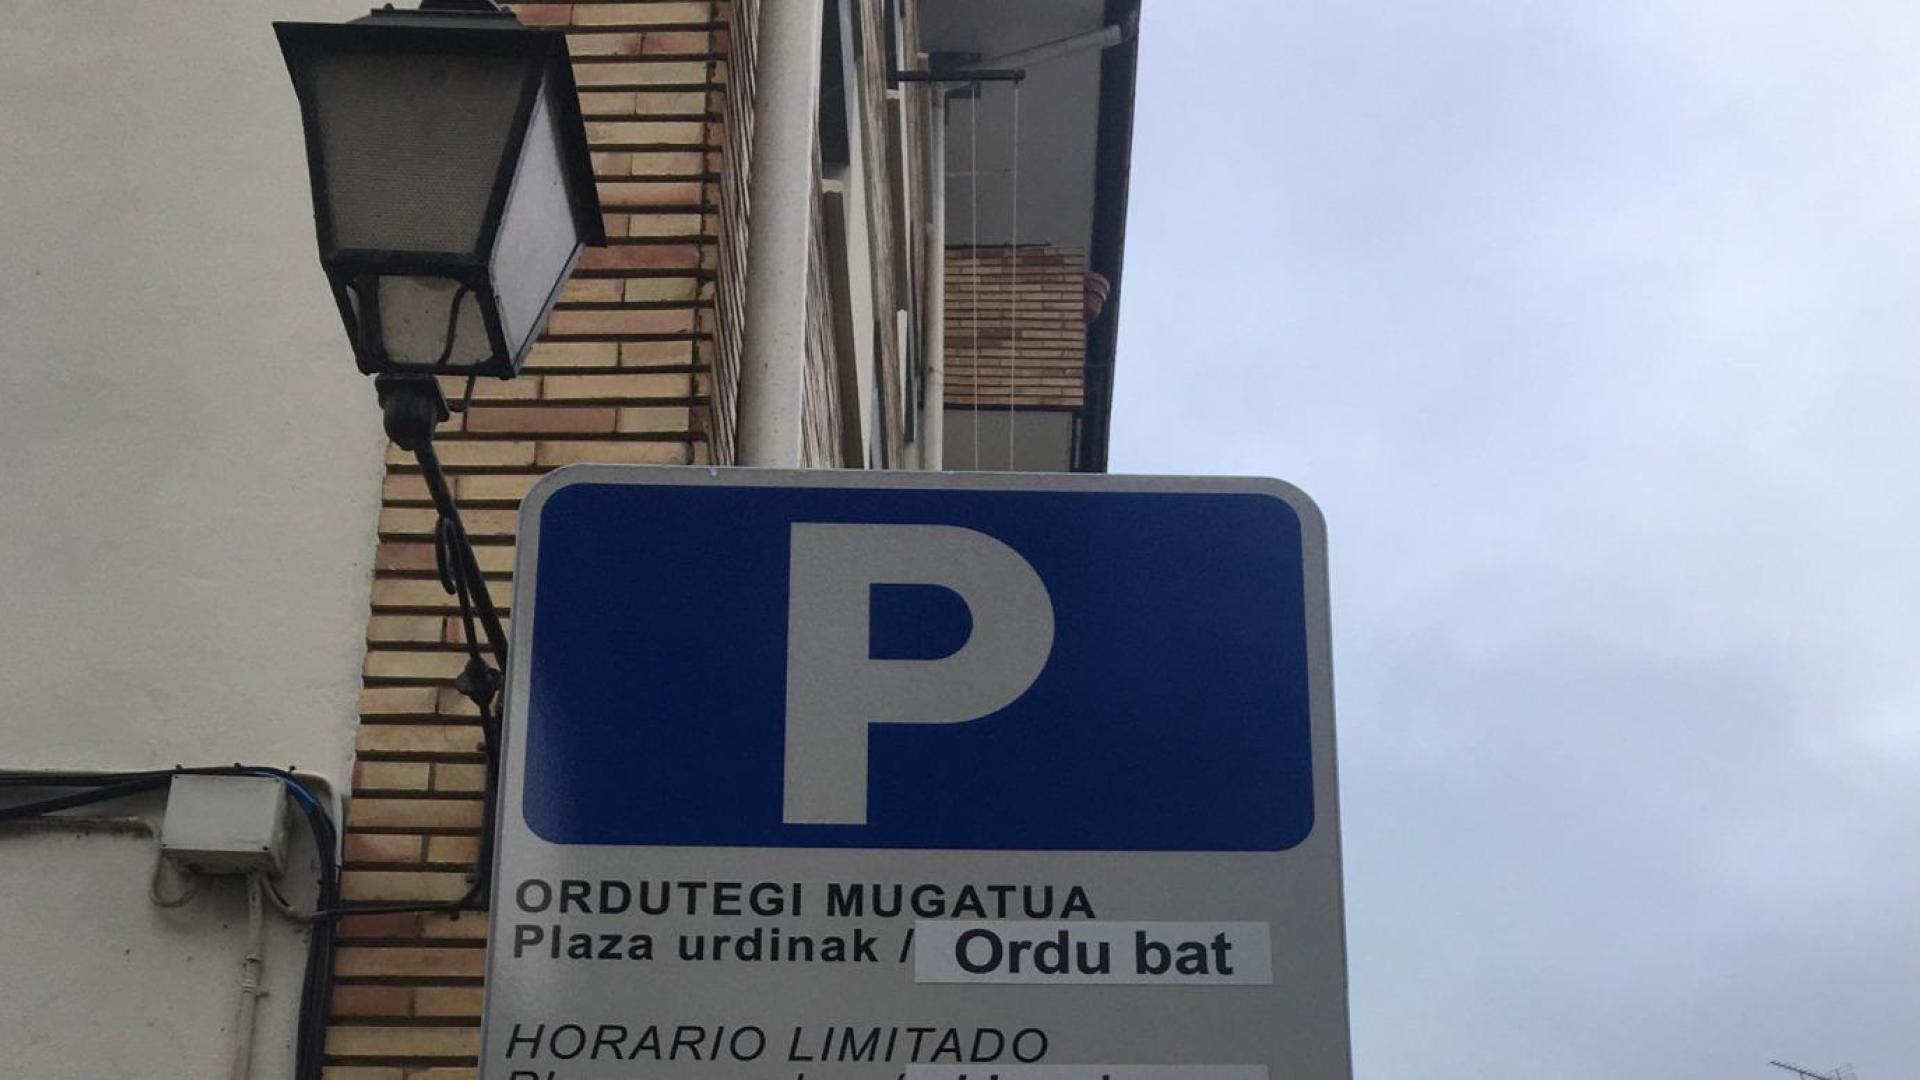 P
ORDUTEGI MUGATUA
Plaza urdinak / Ordu bat
HORARIO LIMITADO